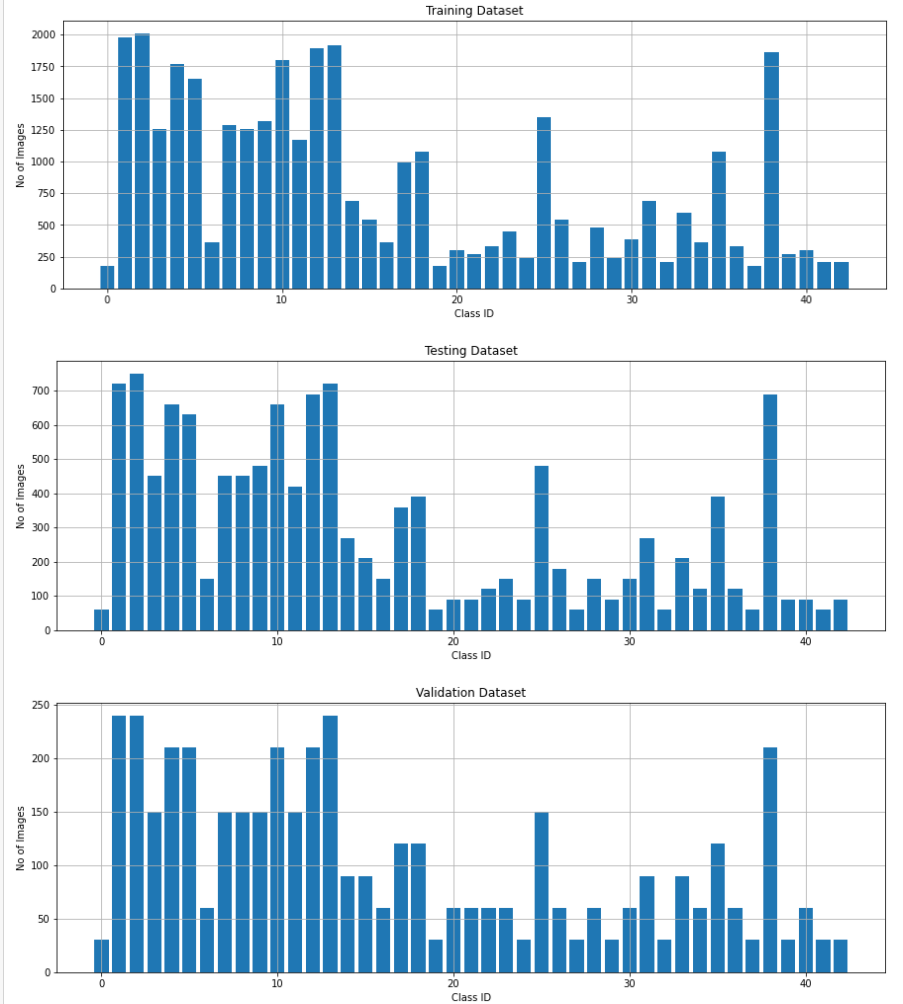 Training Dataset
2000
1750
1500
1250
1000
750
500
250
0
No of Images
0 10 20 30 40
Class ID
Testing Dataset
700
600
500
400
300
200
100
0
No of Images
0 10 20 30 40
Class ID
Validation Dataset
250
200
150
100
50
0
No of Images
0 10 20 30 40
Class ID